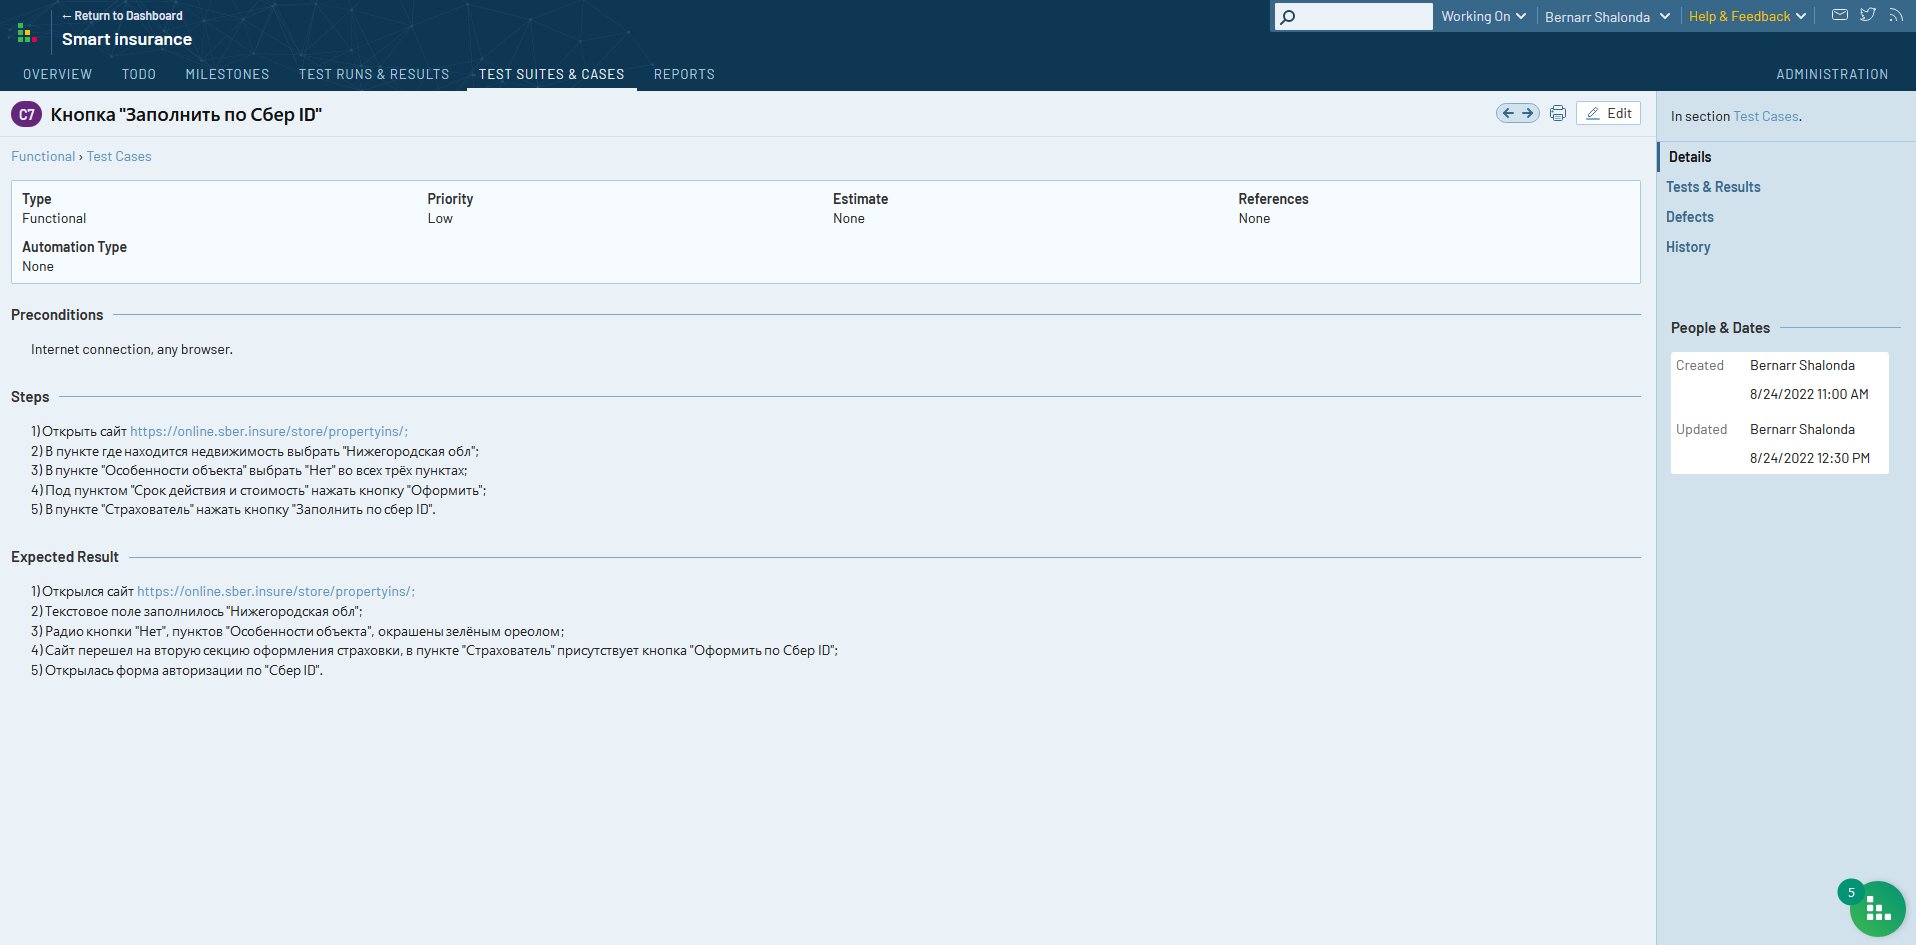 ← Return to Dashboard
Smart insurance
Working On
Bernarr Shalonda
Help & Feedback
OVERVIEW TODO MILESTONES TEST RUNS & RESULTS TEST SUITES & CASES REPORTS ADMINISTRATION
C7 Кнопка "Заполнить по Сбер ID"
Edit
In section Test Cases.
Functional › Test Cases
Details
Tests & Results
Defects
History
Type Priority Estimate References
Functional Low None None
Automation Type
None
Preconditions
Internet connection, any browser.
Steps
1) Открыть сайт https://online.sber.insure/store/propertyins/;
2) В пункте где находится недвижимость выбрать "Нижегородская обл";
3) В пункте "Особенности объекта" выбрать "Нет" во всех трёх пунктах;
4) Под пунктом "Срок действия и стоимость" нажать кнопку "Оформить";
5) В пункте "Страхователь" нажать кнопку "Заполнить по сбер ID".
Expected Result
1) Открылся сайт https://online.sber.insure/store/propertyins/;
2) Текстовое поле заполнилось "Нижегородская обл";
3) Радио кнопки "Нет", пунктов "Особенности объекта", окрашены зелёным ореолом;
4) Сайт перешел на вторую секцию оформления страховки, в пункте "Страхователь" присутствует кнопка "Оформить по Сбер ID";
5) Открылась форма авторизации по "Сбер ID".
People & Dates
Created Bernarr Shalonda
8/24/2022 11:00 AM
Updated Bernarr Shalonda
8/24/2022 12:30 PM
5